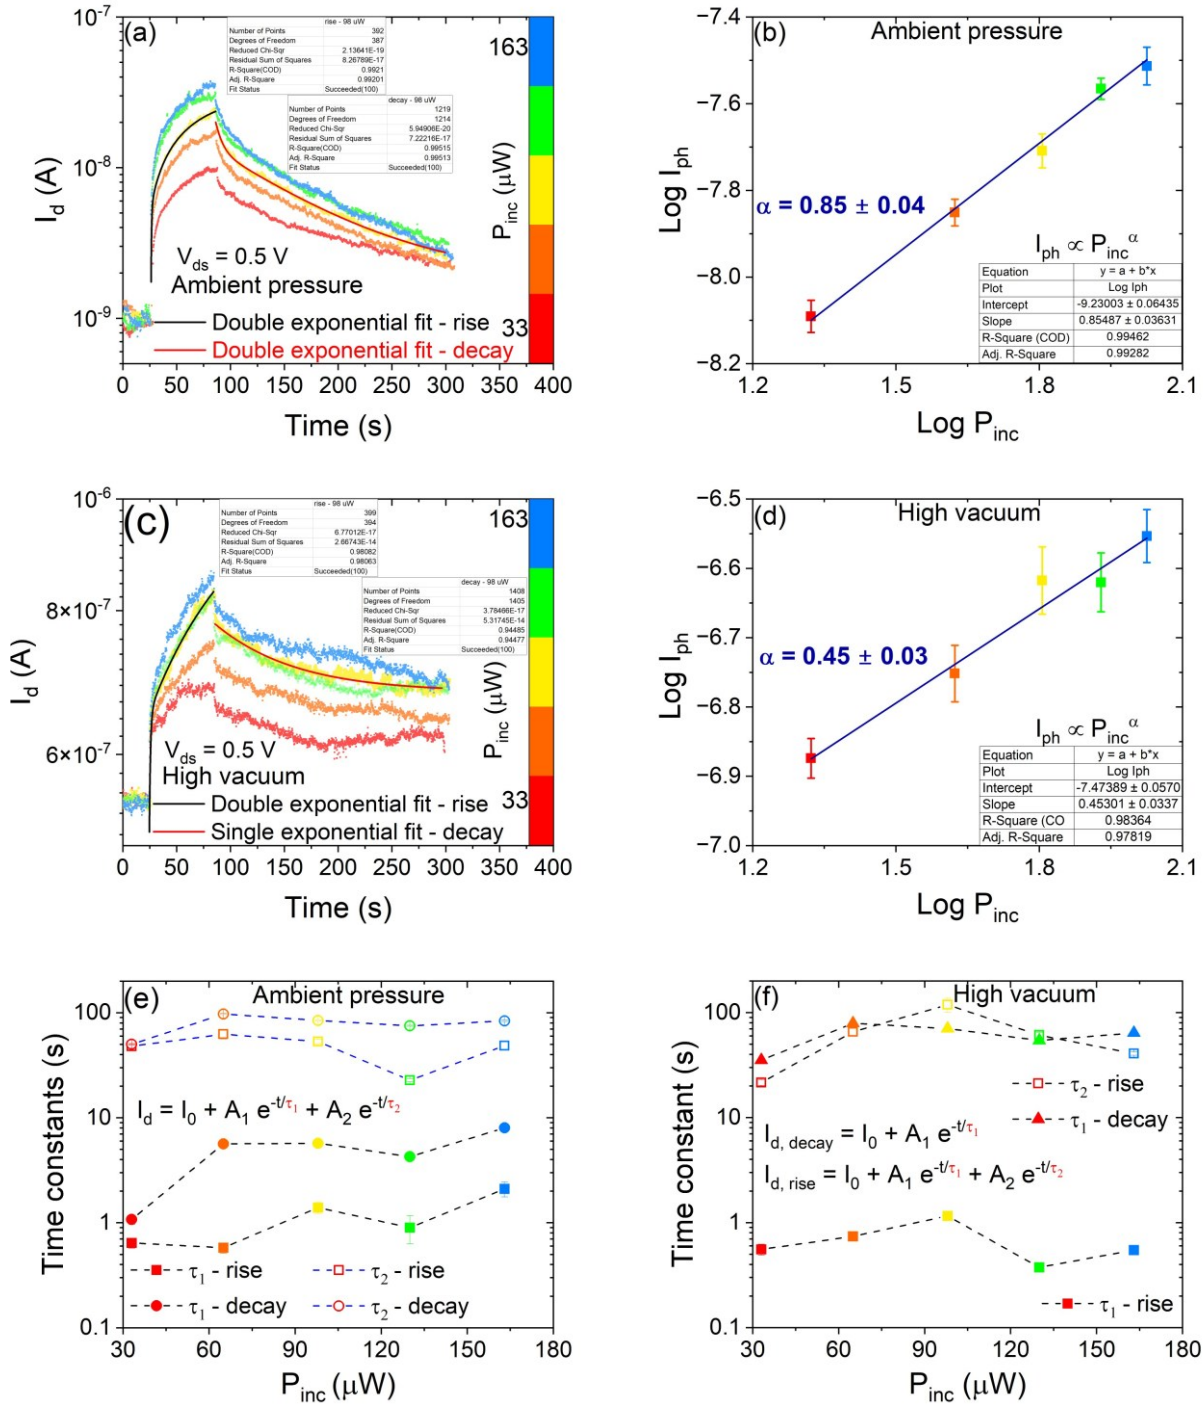 (a)
10⁻⁷
10⁻⁸
10⁻⁹
I_d (A)
0 50 100 150 200 250 300 350 400
Time (s)
rise - 98 uW
Number of Points 392
Degrees of Freedom 387
Reduced Chi-Sqr 2.13641E-19
Residual Sum of Squares 8.26789E-17
R-Square(COD) 0.9921
Adj. R-Square 0.99201
Fit Status Succeeded(100)
decay - 98 uW
Number of Points 1219
Degrees of Freedom 1214
Reduced Chi-Sqr 5.94906E-20
Residual Sum of Squares 7.22216E-17
R-Square(COD) 0.99515
Adj. R-Square 0.99513
Fit Status Succeeded(100)
V_ds = 0.5 V
Ambient pressure
Double exponential fit - rise
Double exponential fit - decay
163
P_inc (μW)
33
(b)
Ambient pressure
−7.4
−7.6
−7.8
−8.0
−8.2
Log I_ph
1.2 1.5 1.8 2.1
Log P_inc
α = 0.85 ± 0.04
I_ph ∝ P_inc^α
Equation y = a + b*x
Plot Log Iph
Intercept -9.23003 ± 0.06435
Slope 0.85487 ± 0.03631
R-Square (COD) 0.99462
Adj. R-Square 0.99282
(c)
10⁻⁶
8×10⁻⁷
6×10⁻⁷
I_d (A)
0 50 100 150 200 250 300 350 400
Time (s)
rise - 98 uW
Number of Points 399
Degrees of Freedom 394
Reduced Chi-Sqr 6.77012E-17
Residual Sum of Squares 2.66743E-14
R-Square(COD) 0.98082
Adj. R-Square 0.98063
Fit Status Succeeded(100)
decay - 98 uW
Number of Points 1408
Degrees of Freedom 1405
Reduced Chi-Sqr 3.78466E-17
Residual Sum of Squares 5.31745E-14
R-Square(COD) 0.94485
Adj. R-Square 0.94477
Fit Status Succeeded(100)
V_ds = 0.5 V
High vacuum
Double exponential fit - rise
Single exponential fit - decay
163
P_inc (μW)
33
(d)
High vacuum
−6.5
−6.6
−6.7
−6.8
−6.9
−7.0
Log I_ph
1.2 1.5 1.8 2.1
Log P_inc
α = 0.45 ± 0.03
I_ph ∝ P_inc^α
Equation y = a + b*x
Plot Log Iph
Intercept -7.47389 ± 0.0570
Slope 0.45301 ± 0.0337
R-Square (CO 0.98364
Adj. R-Square 0.97819
(e)
Ambient pressure
100
10
1
0.1
Time constants (s)
I_d = I_0 + A_1 e^(-t/τ_1) + A_2 e^(-t/τ_2)
τ_1 - rise
τ_2 - rise
τ_1 - decay
τ_2 - decay
30 60 90 120 150 180
P_inc (μW)
(f)
High vacuum
100
10
1
0.1
Time constant (s)
τ_2 - rise
τ_1 - decay
I_d, decay = I_0 + A_1 e^(-t/τ_1)
I_d, rise = I_0 + A_1 e^(-t/τ_1) + A_2 e^(-t/τ_2)
τ_1 - rise
30 60 90 120 150 180
P_inc (μW)